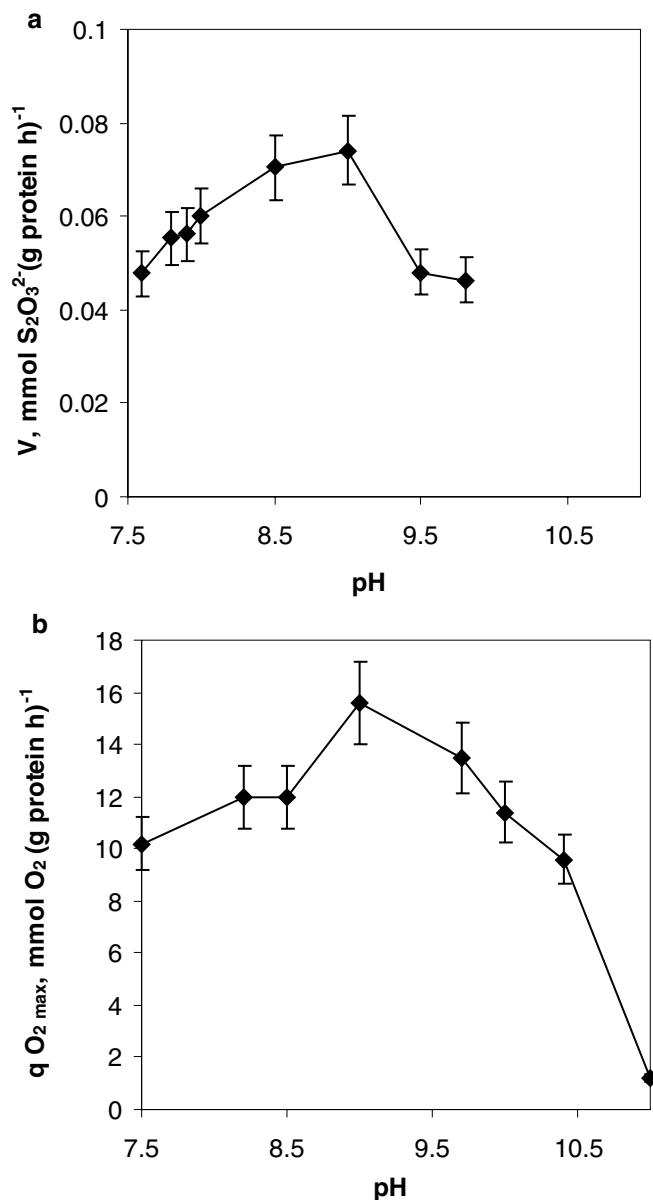 a
V, mmol S₂O₃²⁻(g protein h)⁻¹
0.1
0.08
0.06
0.04
0.02
0
7.5 8.5 9.5 10.5
pH
b
q O₂ max, mmol O₂ (g protein h)⁻¹
18
16
14
12
10
8
6
4
2
0
7.5 8.5 9.5 10.5
pH